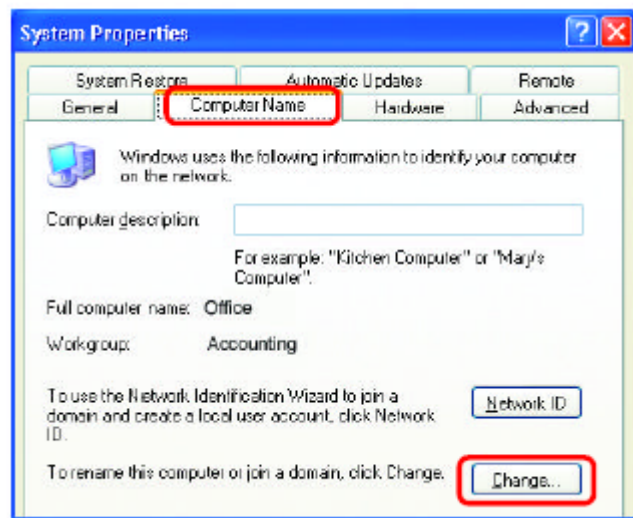 System Properties
System Restore Automatic Updates Remote
General Computer Name Hardware Advanced
Windows uses the following information to identify your computer
on the network.
Computer description:
For example: "Kitchen Computer" or "Mary's
Computer".
Full computer name: Office
Workgroup: Accounting
To use the Network Identification Wizard to join a
domain and create a local user account, click Network
ID.
Network ID
To rename this computer or join a domain, click Change.
Change...